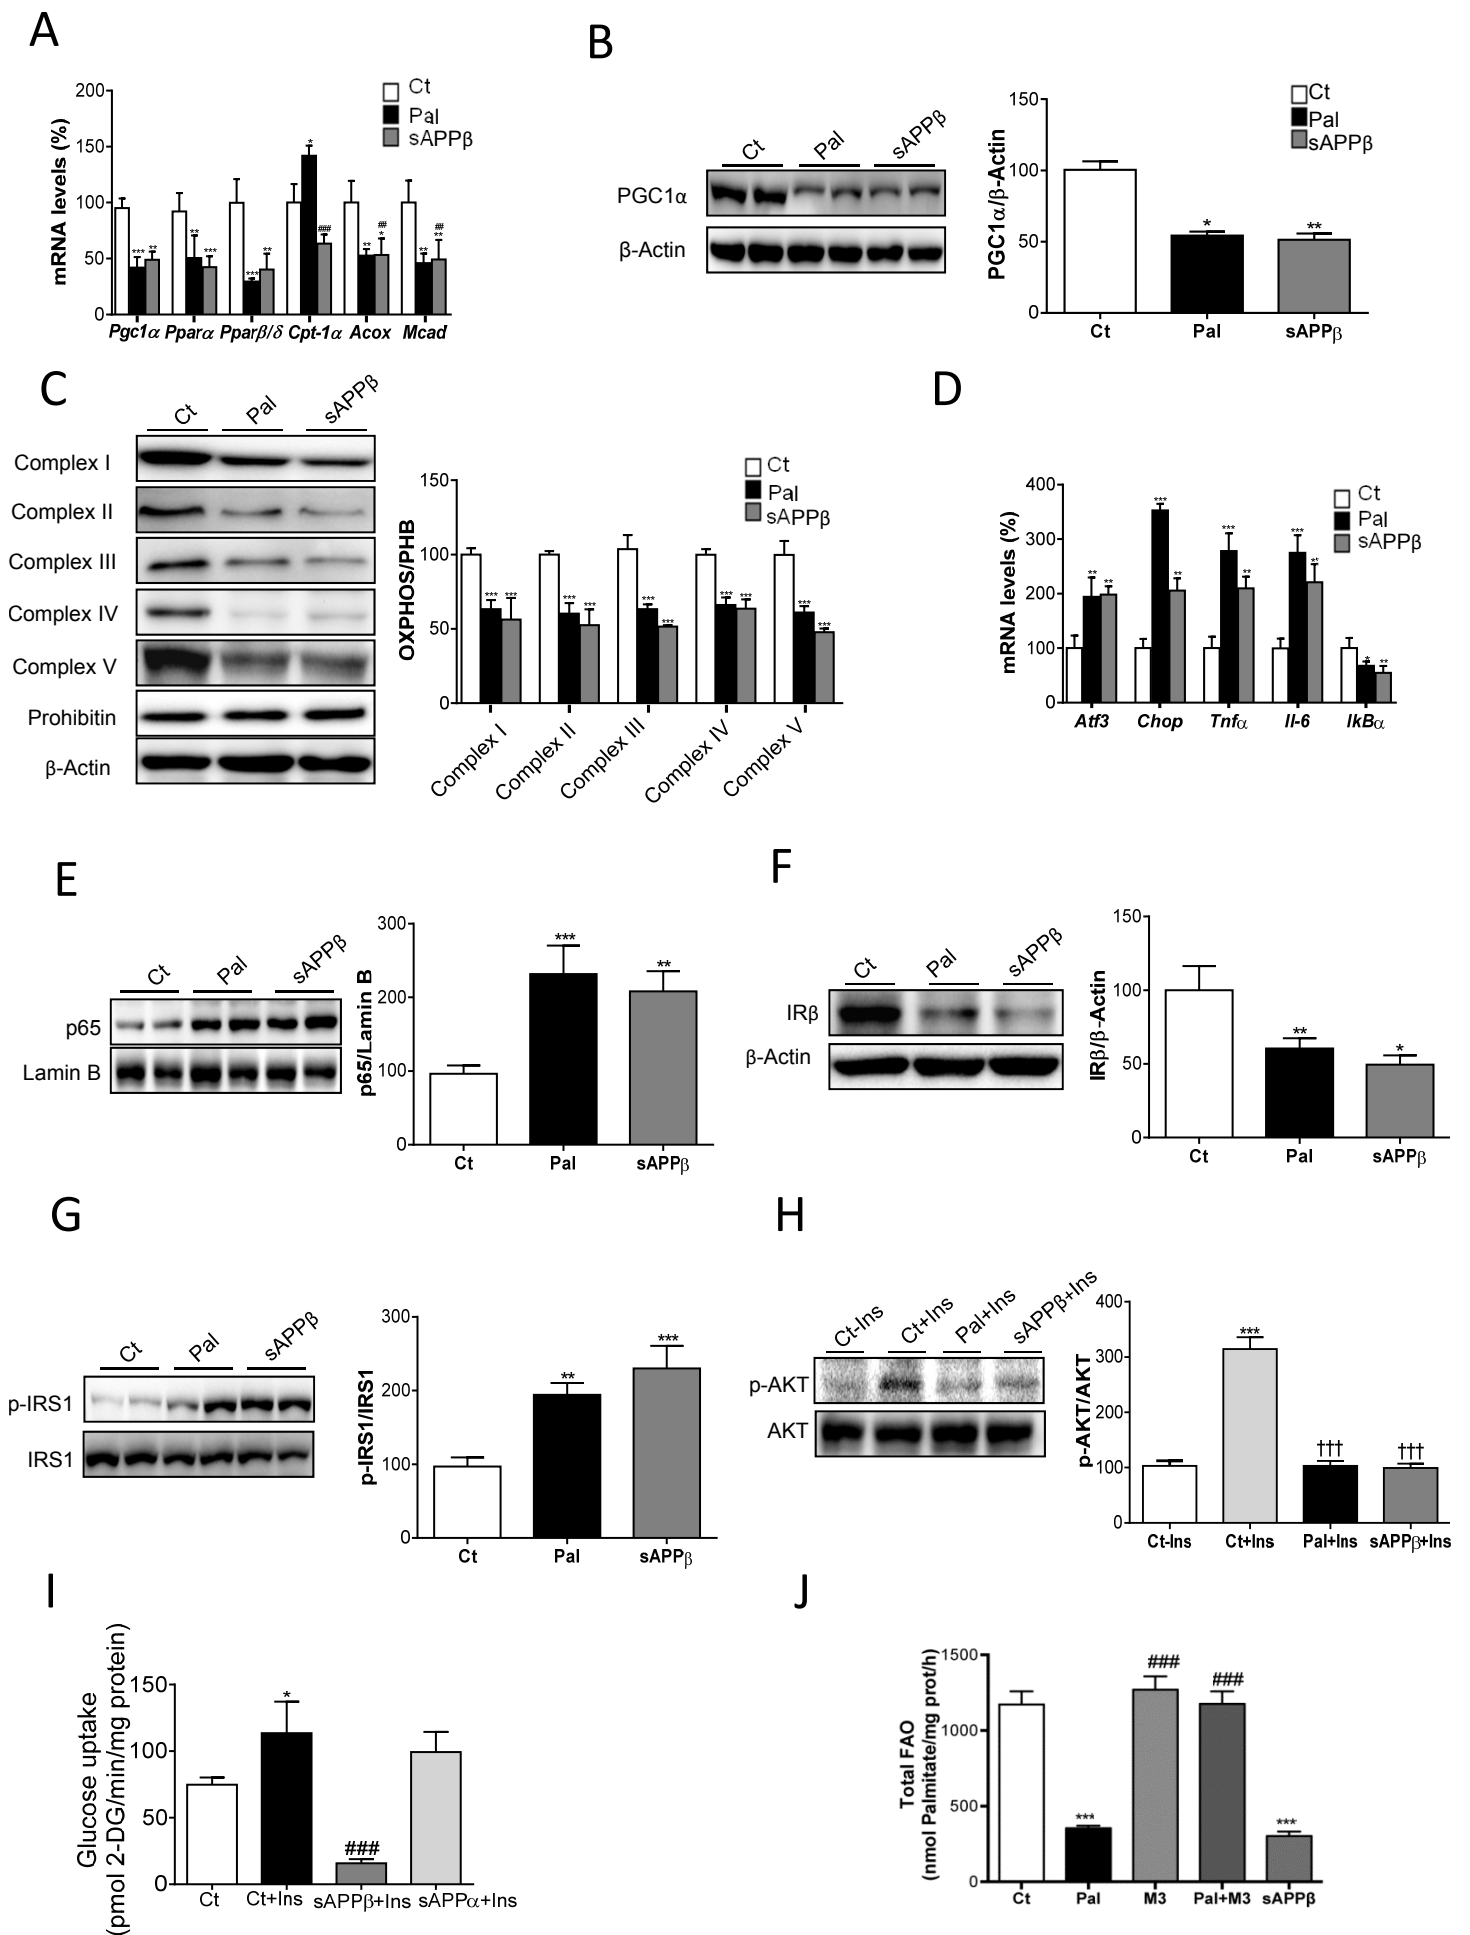 A
200
150
100
50
0
mRNA levels (%)
Ct
Pal
sAPPβ
*
***
**
**
***
***
**
###
**
##
*
**
##
**
Pgc1α Pparα Pparβ/δ Cpt-1α Acox Mcad
B
Ct Pal sAPPβ
PGC1α
β-Actin
150
100
50
0
PGC1α/β-Actin
Ct
Pal
sAPPβ
*
**
Ct Pal sAPPβ
C
Ct Pal sAPPβ
Complex I
Complex II
Complex III
Complex IV
Complex V
Prohibitin
β-Actin
150
100
50
0
OXPHOS/PHB
Ct
Pal
sAPPβ
*** ***
*** ***
*** ***
*** ***
*** ***
Complex I Complex II Complex III Complex IV Complex V
D
400
300
200
100
0
mRNA levels (%)
Ct
Pal
sAPPβ
** **
*** **
*** **
*** **
* **
Atf3 Chop Tnfα Il-6 IkBα
E
Ct Pal sAPPβ
p65
Lamin B
300
200
100
0
p65/Lamin B
***
**
Ct Pal sAPPβ
F
Ct Pal sAPPβ
IRβ
β-Actin
150
100
50
0
IRβ/β-Actin
**
*
Ct Pal sAPPβ
G
Ct Pal sAPPβ
p-IRS1
IRS1
300
200
100
0
p-IRS1/IRS1
**
***
Ct Pal sAPPβ
H
Ct-Ins Ct+Ins Pal+Ins sAPPβ+Ins
p-AKT
AKT
400
300
200
100
0
p-AKT/AKT
***
†††
†††
Ct-Ins Ct+Ins Pal+Ins sAPPβ+Ins
I
150
100
50
0
Glucose uptake
(pmol 2-DG/min/mg protein)
*
###
Ct Ct+Ins sAPPβ+Ins sAPPα+Ins
J
1500
1000
500
0
Total FAO
(nmol Palmitate/mg prot/h)
***
###
###
***
Ct Pal M3 Pal+M3 sAPPβ